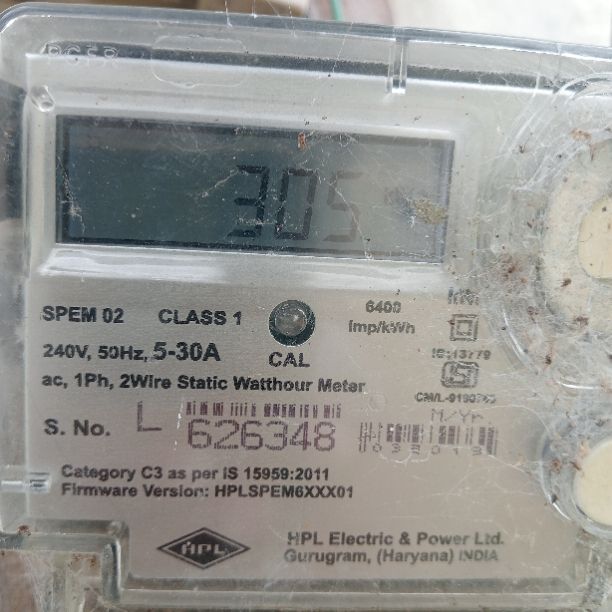 305
SPEM 02 CLASS 1
6400
Imp/kWh
240V, 50Hz, 5-30A
CAL
IS:13779
ac, 1Ph, 2Wire Static Watthour Meter
M/Yr
S. No. L 626348
Category C3 as per IS 15959:2011
Firmware Version: HPLSPEM6XXX01
HPL
HPL Electric & Power Ltd.
Gurugram, (Haryana) INDIA